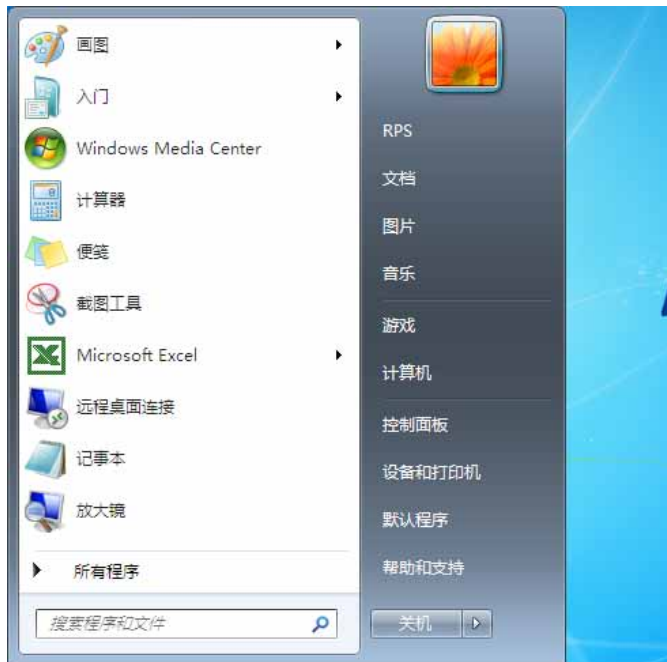 画图
入门
Windows Media Center
计算器
便笺
截图工具
Microsoft Excel
远程桌面连接
记事本
放大镜
所有程序
搜索程序和文件
RPS
文档
图片
音乐
游戏
计算机
控制面板
设备和打印机
默认程序
帮助和支持
关机